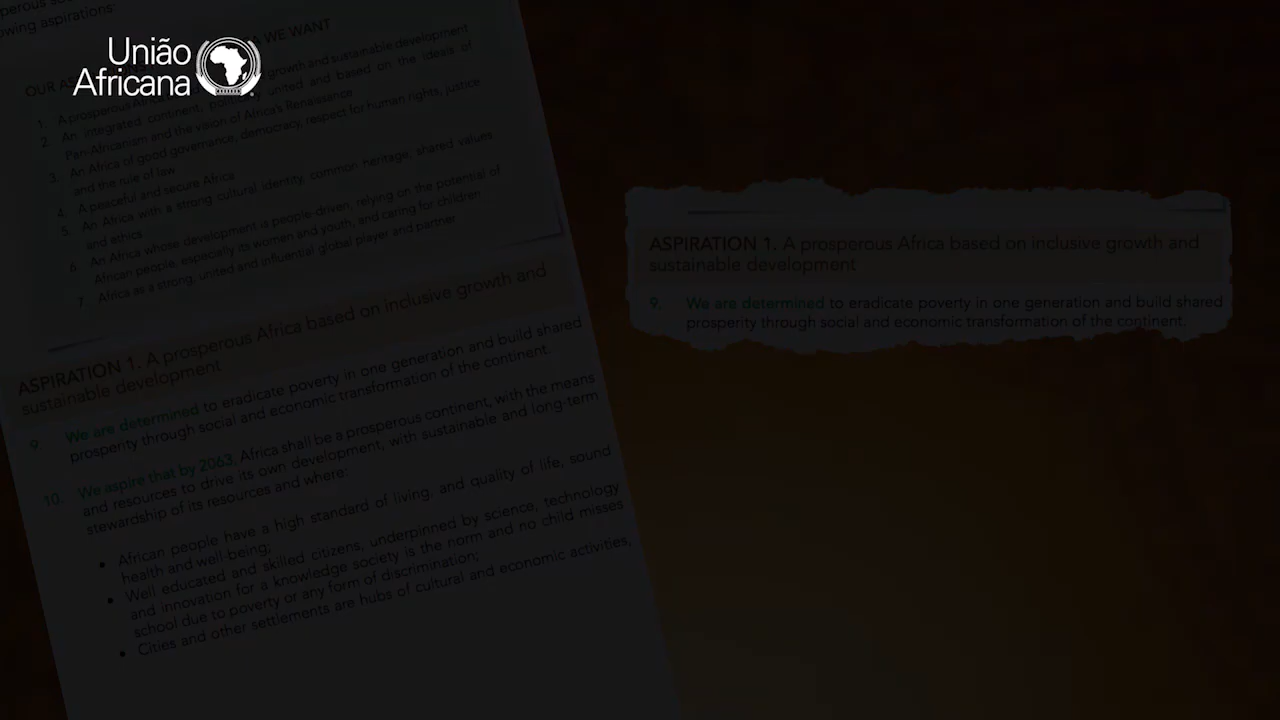 owing aspirations:
União
Africana
WE WANT
OUR
1. A prosperous Africa growth and sustainable development
2. An integrated continent, politically united and based on the ideals of
Pan-Africanism and the vision of Africa's Renaissance
3. An Africa of good governance, democracy, respect for human rights, justice
and the rule of law
4. A peaceful and secure Africa
5. An Africa with a strong cultural identity, common heritage, shared values
and ethics
6. An Africa whose development is people-driven, relying on the potential of
African people, especially its women and youth, and caring for children
7. Africa as a strong, united and influential global player and partner
ASPIRATION 1. A prosperous Africa based on inclusive growth and
sustainable development
9. We are determined to eradicate poverty in one generation and build shared
prosperity through social and economic transformation of the continent.
10. We aspire that by 2063, Africa shall be a prosperous continent, with the means
and resources to drive its own development, with sustainable and long-term
stewardship of its resources and where:
• African people have a high standard of living, and quality of life, sound
health and well-being;
• Well educated and skilled citizens, underpinned by science, technology
and innovation for a knowledge society is the norm and no child misses
school due to poverty or any form of discrimination;
• Cities and other settlements are hubs of cultural and economic activities,
ASPIRATION 1. A prosperous Africa based on inclusive growth and
sustainable development
9. We are determined to eradicate poverty in one generation and build shared
prosperity through social and economic transformation of the continent.